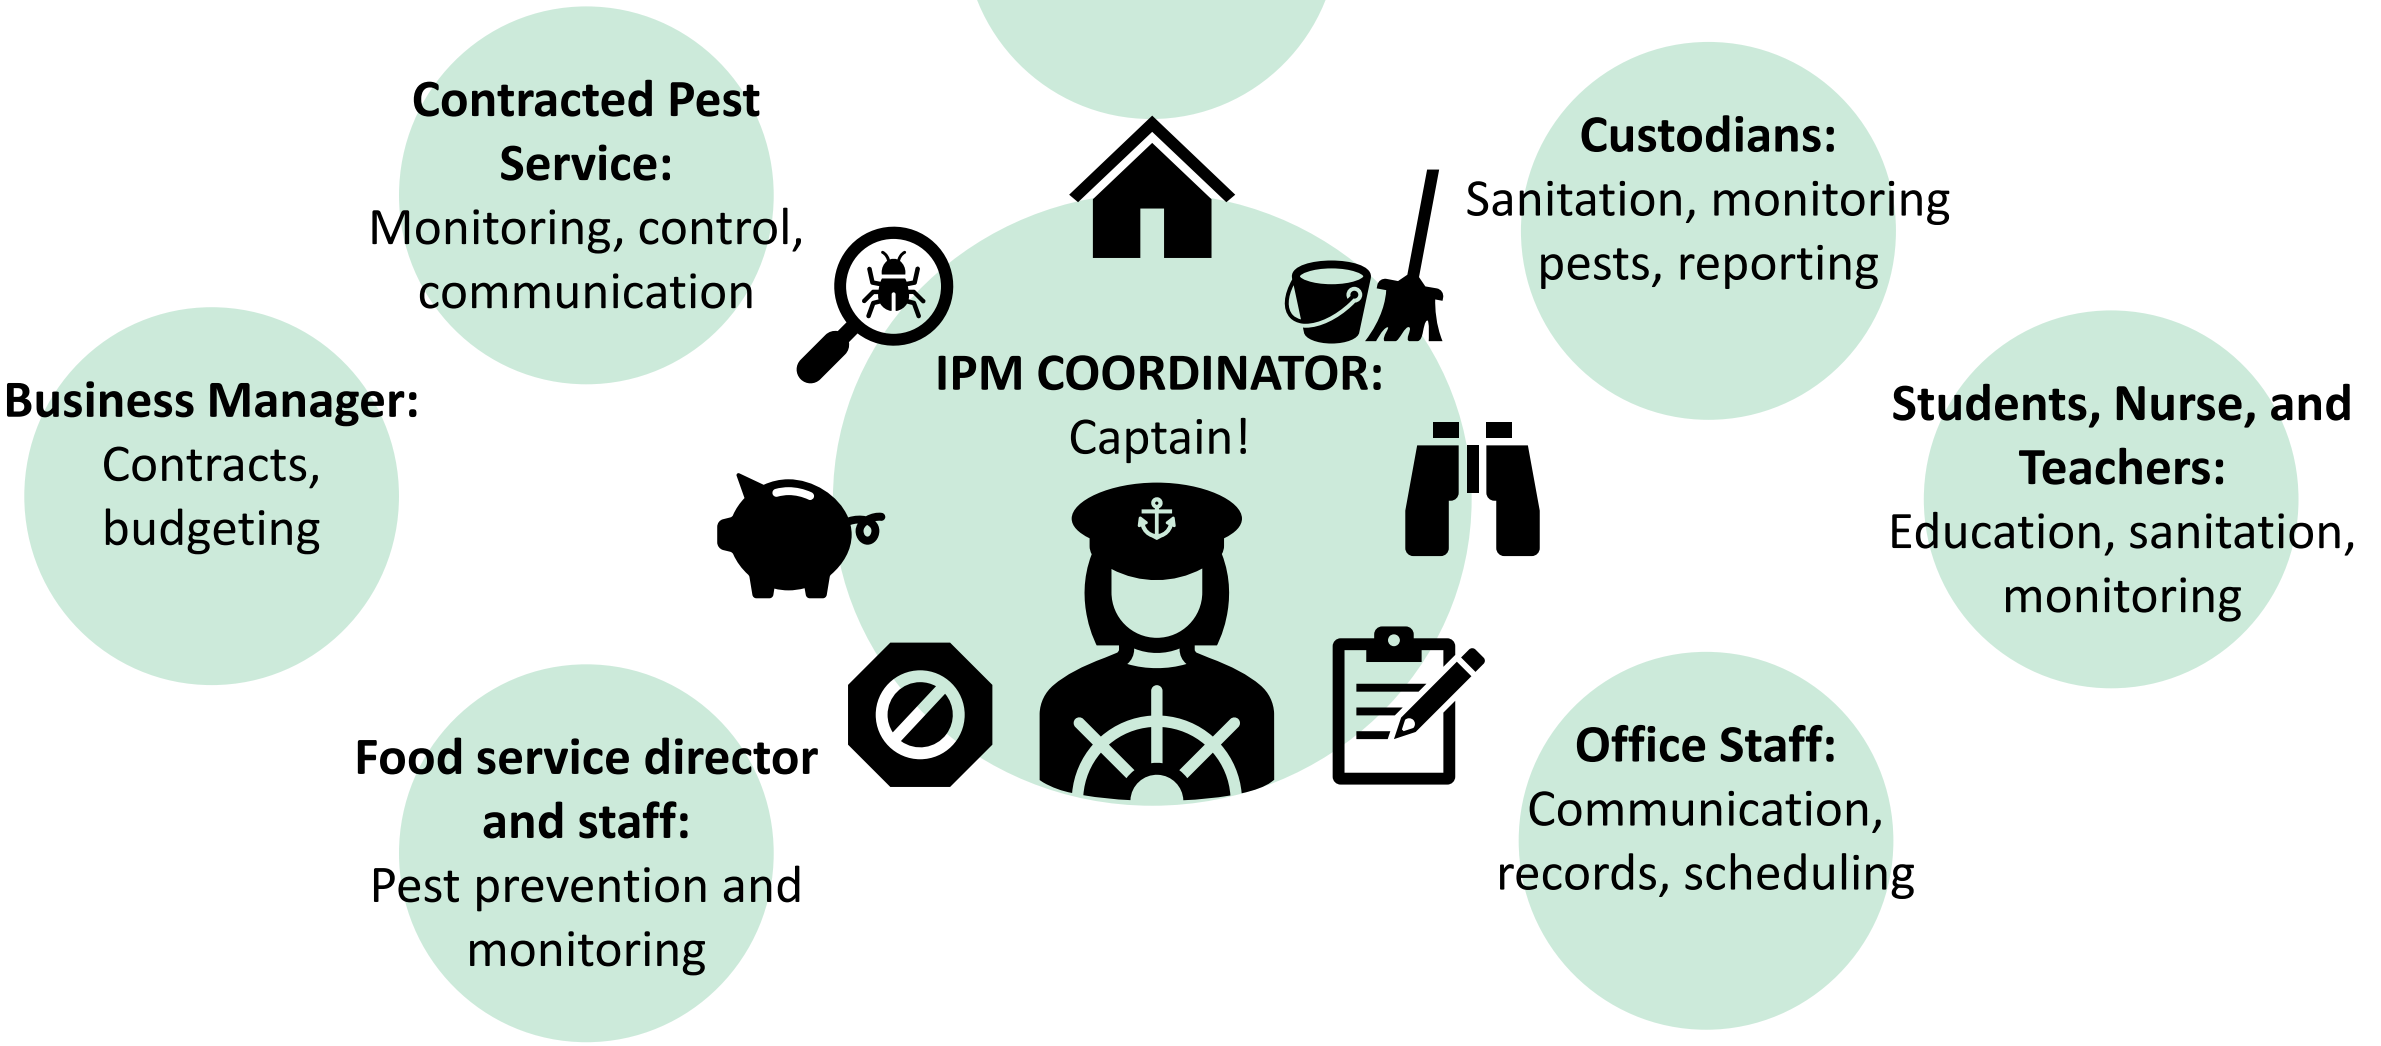 Contracted Pest
Service:
Monitoring, control,
communication
Custodians:
Sanitation, monitoring
pests, reporting
Business Manager:
Contracts,
budgeting
IPM COORDINATOR:
Captain!
Students, Nurse, and
Teachers:
Education, sanitation,
monitoring
Food service director
and staff:
Pest prevention and
monitoring
Office Staff:
Communication,
records, scheduling